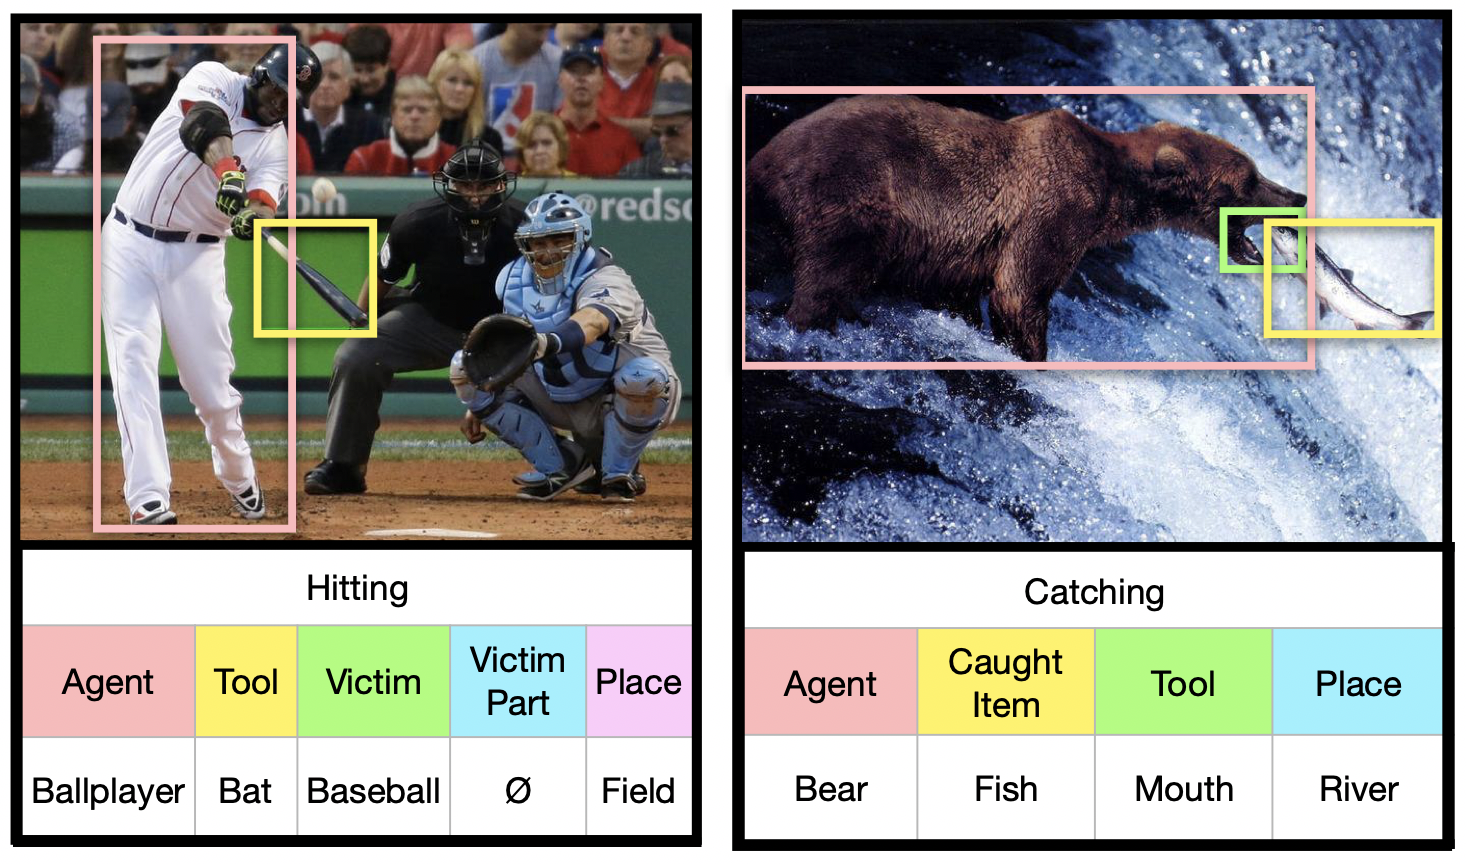 @redso
Hitting
Agent Tool Victim Victim Part Place
Ballplayer Bat Baseball Ø Field
Catching
Agent Caught Item Tool Place
Bear Fish Mouth River